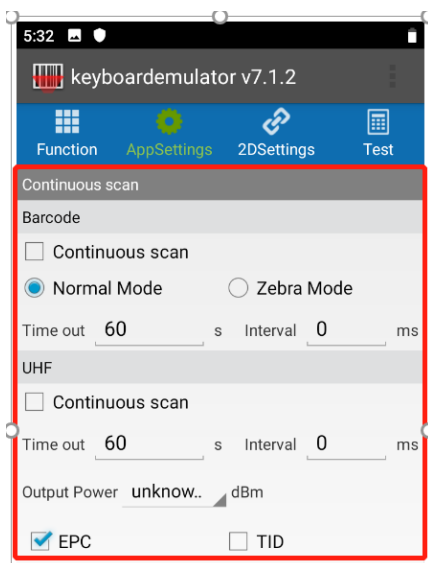 5:32
keyboardemulator v7.1.2
Function AppSettings 2DSettings Test
Continuous scan
Barcode
Continuous scan
Normal Mode Zebra Mode
Time out 60 s Interval 0 ms
UHF
Continuous scan
Time out 60 s Interval 0 ms
Output Power unknow.. dBm
EPC TID